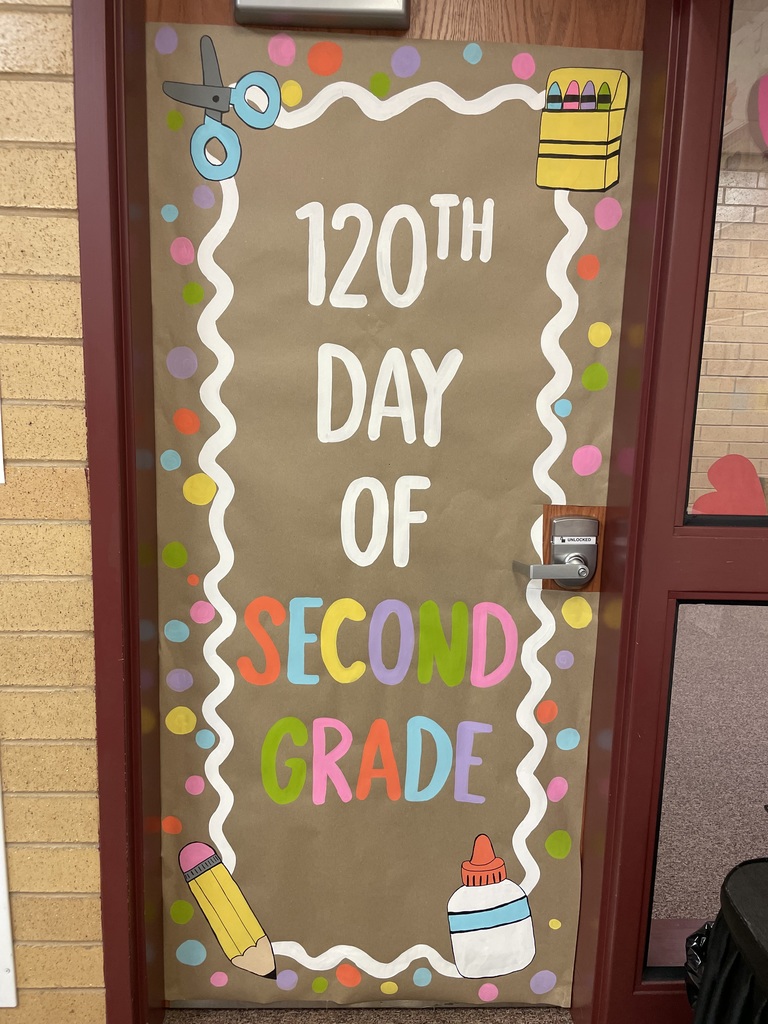 120TH
DAY
OF
SECOND
GRADE
UNLOCKED